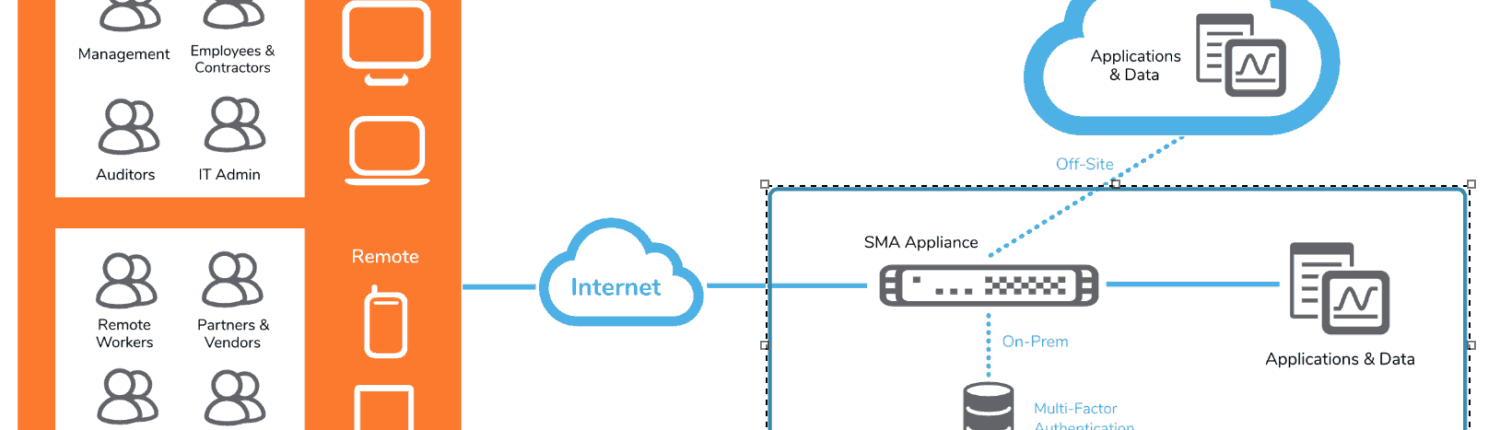 Management
Employees &
Contractors
Auditors
IT Admin
Remote
Remote
Workers
Partners &
Vendors
Internet
Applications
& Data
Off-Site
SMA Appliance
On-Prem
Applications & Data
Multi-Factor
Authentication